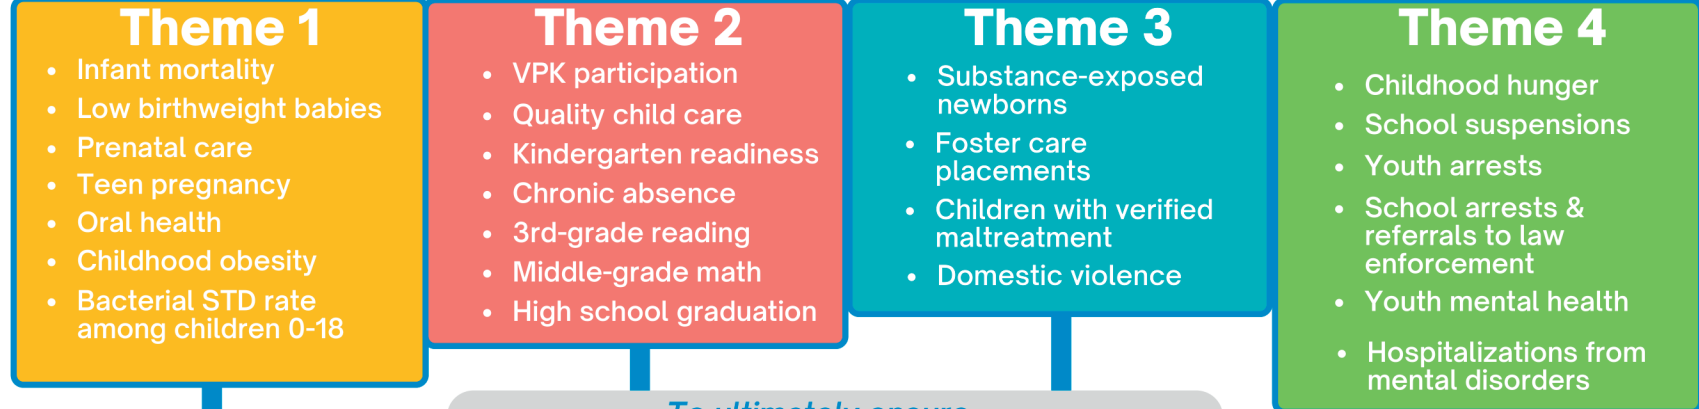 Theme 1
• Infant mortality
• Low birthweight babies
• Prenatal care
• Teen pregnancy
• Oral health
• Childhood obesity
• Bacterial STD rate
among children 0-18
Theme 2
• VPK participation
• Quality child care
• Kindergarten readiness
• Chronic absence
• 3rd-grade reading
• Middle-grade math
• High school graduation
Theme 3
• Substance-exposed
newborns
• Foster care
placements
• Children with verified
maltreatment
• Domestic violence
Theme 4
• Childhood hunger
• School suspensions
• Youth arrests
• School arrests &
referrals to law
enforcement
• Youth mental health
• Hospitalizations from
mental disorders
To ultimately ensure